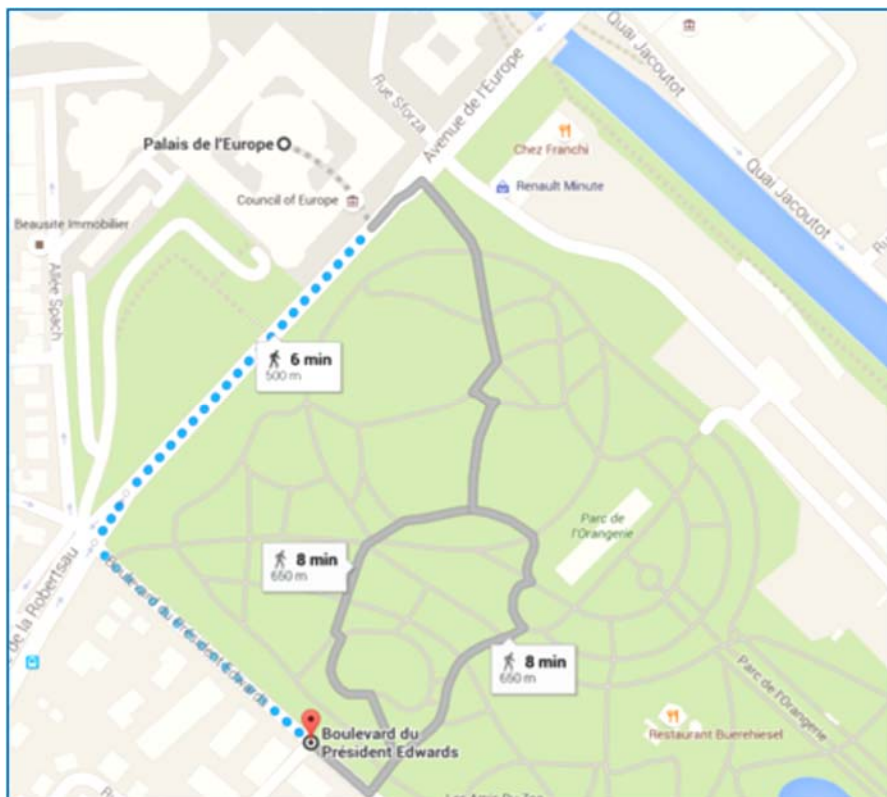 Quai Jacoutot
Rue Sforza
Avenue de l'Europe
Palais de l'Europe
Chef Franchi
Renault Minute
Council of Europe
Quai Jacoutot
Beausite Immobilier
Allée Spach
6 min
500 m
Parc de
l'Orangerie
8 min
650 m
de la Robertsau
Boulevard du Président Edwards
8 min
650 m
Parc de l'Orangerie
Boulevard du
Président Edwards
Restaurant Buerehiesel